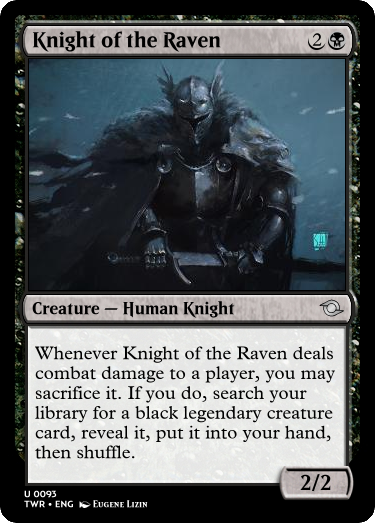 Knight of the Raven 2
Creature — Human Knight
Whenever Knight of the Raven deals
combat damage to a player, you may
sacrifice it. If you do, search your
library for a black legendary creature
card, reveal it, put it into your hand,
then shuffle.
2/2
U 0093
TWR • ENG Eugene Lizin